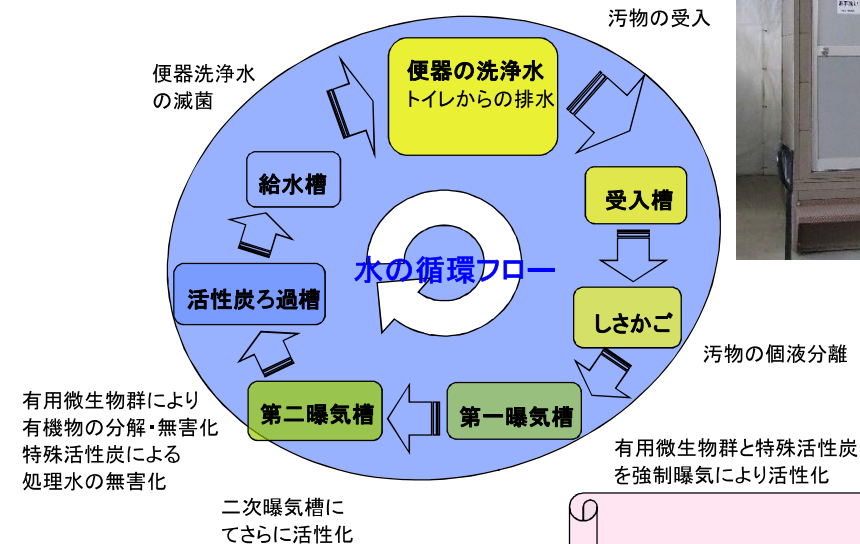 汚物の受入
便器洗浄水
の滅菌
便器の洗浄水
トイレからの排水
給水槽
受入槽
水の循環フロー
活性炭ろ過槽
しさかご
汚物の個液分離
有用微生物群により
有機物の分解・無害化
特殊活性炭による
処理水の無害化
第二曝気槽
第一曝気槽
有用微生物群と特殊活性炭
を強制曝気により活性化
二次曝気槽に
てさらに活性化